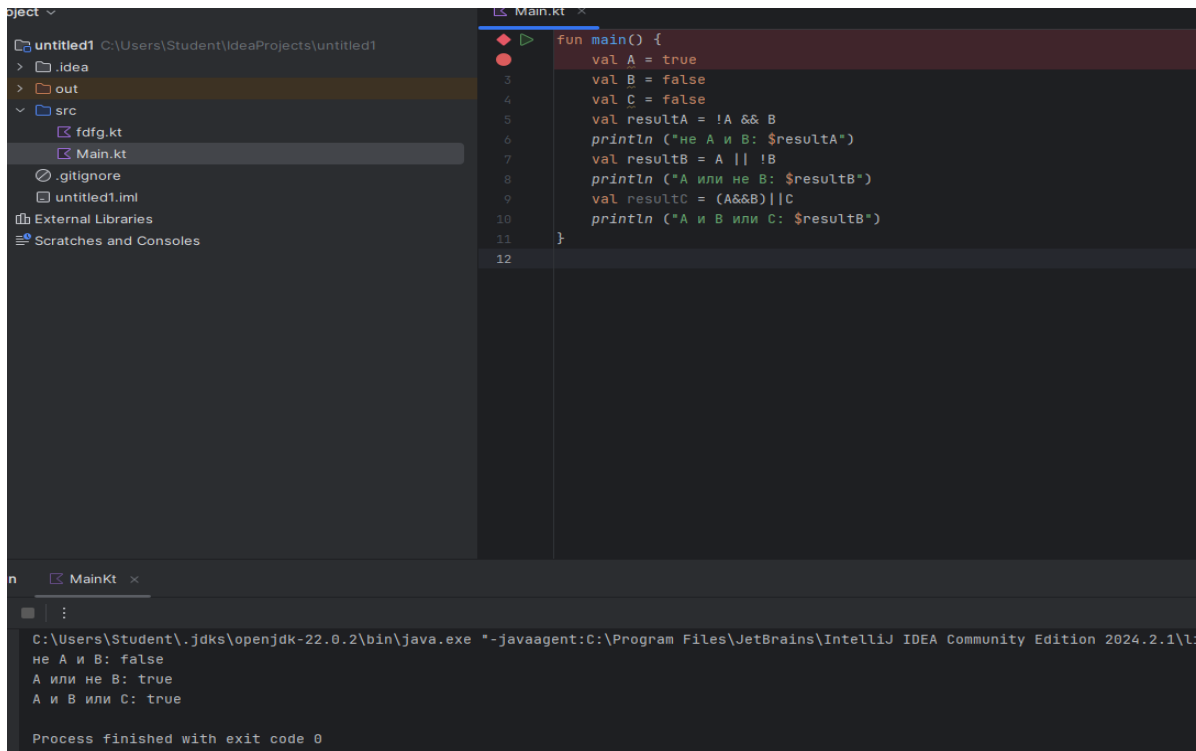 oject
Main.kt ×
untitled1 C:\Users\Student\IdeaProjects\untitled1
.idea
out
src
fdfg.kt
Main.kt
.gitignore
untitled1.iml
External Libraries
Scratches and Consoles
fun main() {
val A = true
3 val B = false
4 val C = false
5 val resultA = !A && B
6 println ("не А и В: $resultA")
7 val resultB = A || !B
8 println ("А или не В: $resultB")
9 val resultC = (A&&B)||C
10 println ("А и В или С: $resultB")
11 }
12
n MainKt ×
C:\Users\Student\.jdks\openjdk-22.0.2\bin\java.exe "-javaagent:C:\Program Files\JetBrains\IntelliJ IDEA Community Edition 2024.2.1\li
не А и В: false
А или не В: true
А и В или С: true
Process finished with exit code 0